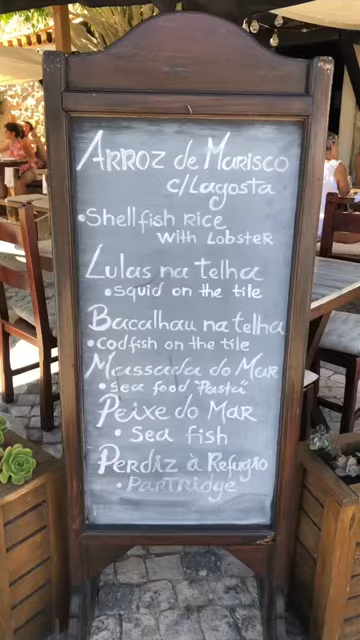 Arroz de Marisco
c/Lagosta
•Shellfish rice
with Lobster
Lulas na telha
•squid on the tile
Bacalhau na telha
•codfish on the tile
Massada do Mar
•sea food "Pasta"
Peixe do Mar
•Sea fish
Perdiz à Refugio
•Partridge